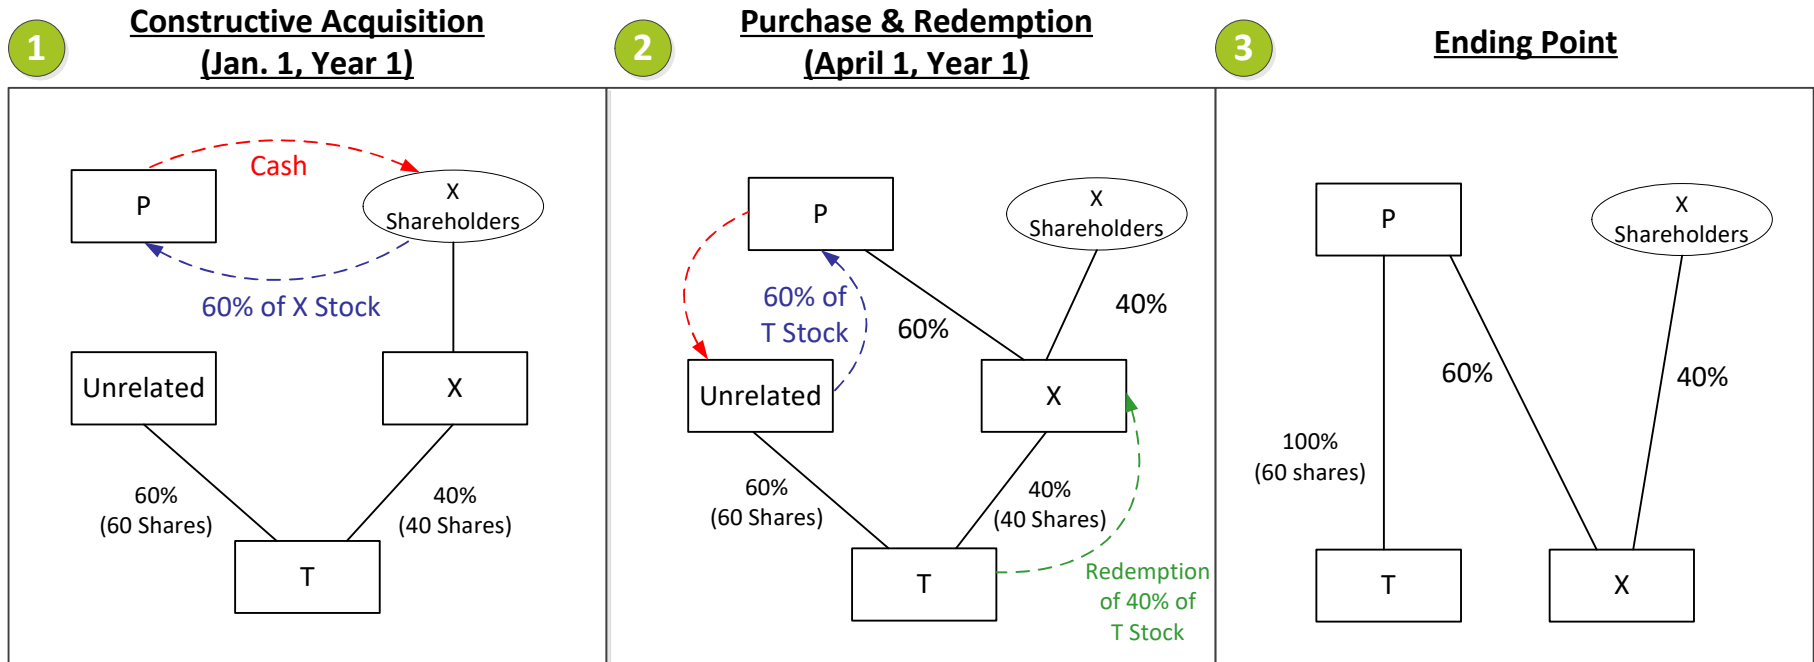 1
Constructive Acquisition
(Jan. 1, Year 1)
P
Cash
X
Shareholders
60% of X Stock
Unrelated
X
60%
(60 Shares)
40%
(40 Shares)
T
2
Purchase & Redemption
(April 1, Year 1)
P
X
Shareholders
60% of
T Stock
60%
40%
Unrelated
X
60%
(60 Shares)
40%
(40 Shares)
T
Redemption
of 40% of
T Stock
3
Ending Point
P
X
Shareholders
60%
40%
100%
(60 shares)
T
X